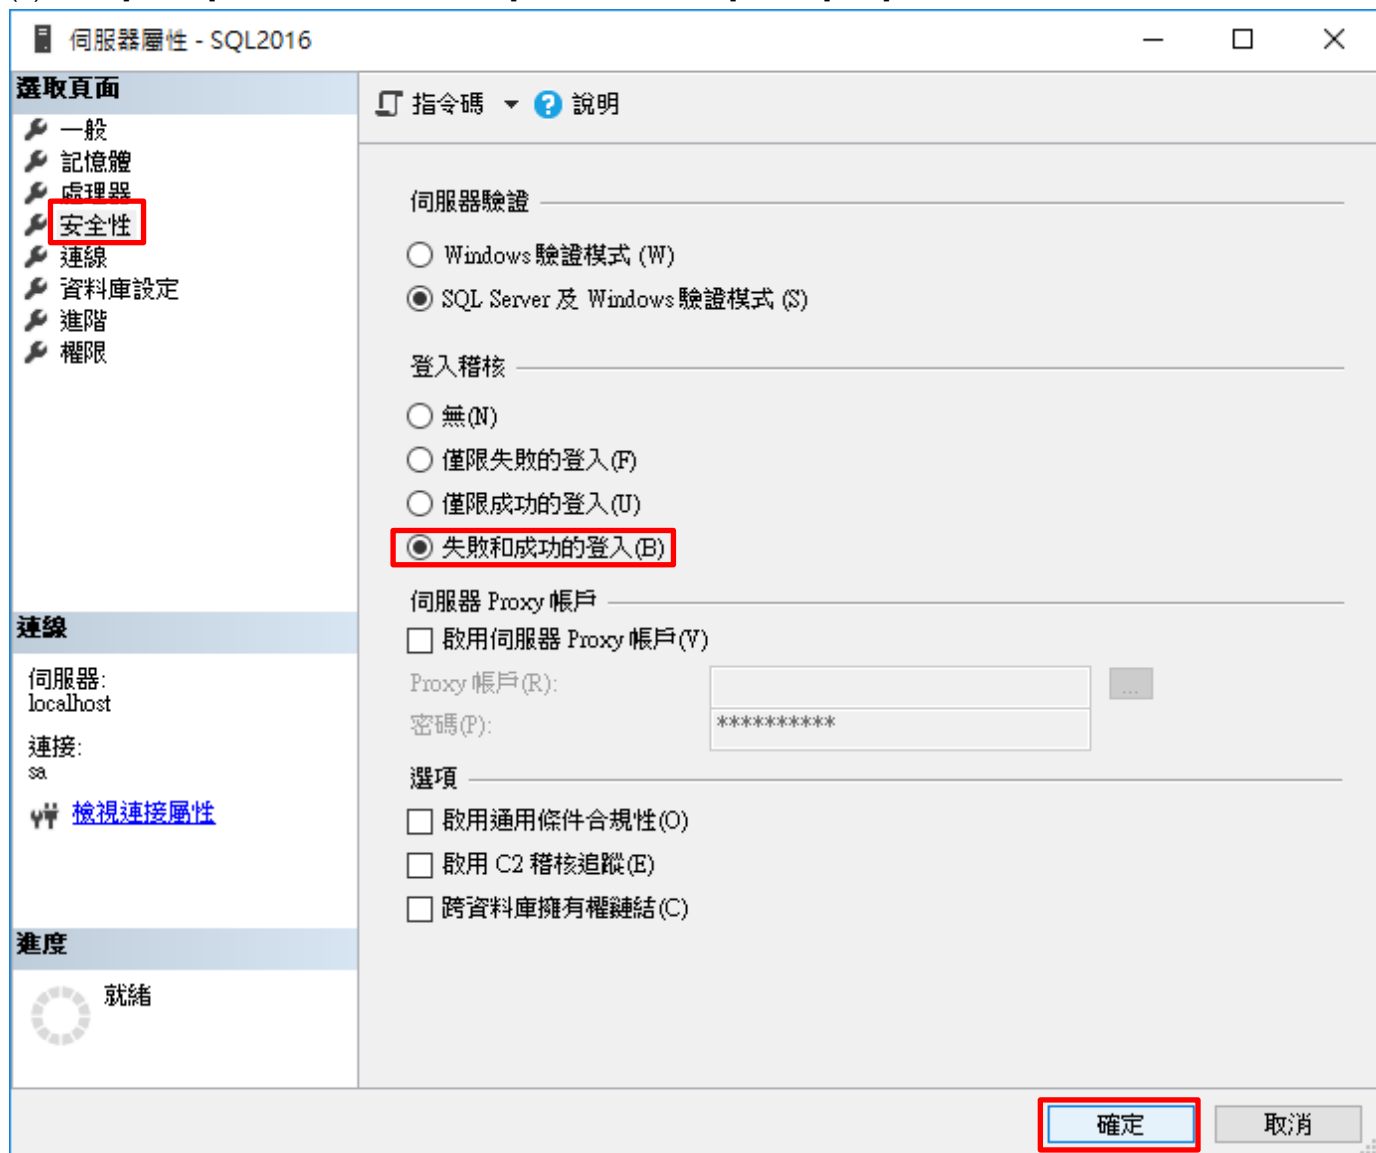 伺服器屬性 - SQL2016
選取頁面
一般
記憶體
處理器
安全性
連線
資料庫設定
進階
權限
連線
伺服器:
localhost
連接:
sa
檢視連接屬性
進度
就緒
指令碼 說明
伺服器驗證
Windows 驗證模式 (W)
SQL Server 及 Windows 驗證模式 (S)
登入稽核
無(N)
僅限失敗的登入(F)
僅限成功的登入(U)
失敗和成功的登入(B)
伺服器 Proxy 帳戶
啟用伺服器 Proxy 帳戶(V)
Proxy 帳戶(R):
...
密碼(P): **********
選項
啟用通用條件合規性(O)
啟用 C2 稽核追蹤(E)
跨資料庫擁有權鏈結(C)
確定 取消